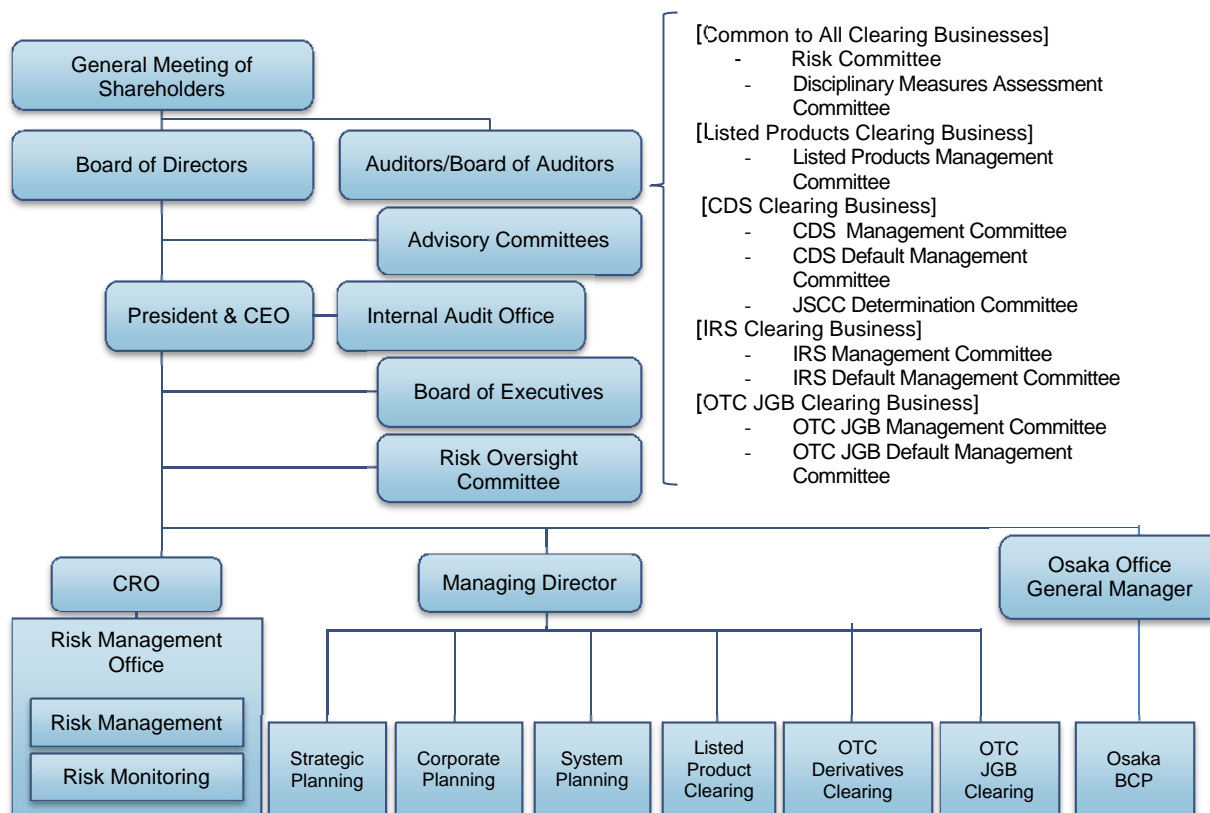 General Meeting of
Shareholders
Board of Directors
Auditors/Board of Auditors
Advisory Committees
President & CEO
Internal Audit Office
Board of Executives
Risk Oversight
Committee
[Common to All Clearing Businesses]
- Risk Committee
- Disciplinary Measures Assessment
Committee
[Listed Products Clearing Business]
- Listed Products Management
Committee
[CDS Clearing Business]
- CDS Management Committee
- CDS Default Management
Committee
- JSCC Determination Committee
[IRS Clearing Business]
- IRS Management Committee
- IRS Default Management Committee
[OTC JGB Clearing Business]
- OTC JGB Management Committee
- OTC JGB Default Management
Committee
CRO
Managing Director
Osaka Office
General Manager
Risk Management
Office
Risk Management
Risk Monitoring
Strategic
Planning
Corporate
Planning
System
Planning
Listed
Product
Clearing
OTC
Derivatives
Clearing
OTC
JGB
Clearing
Osaka
BCP